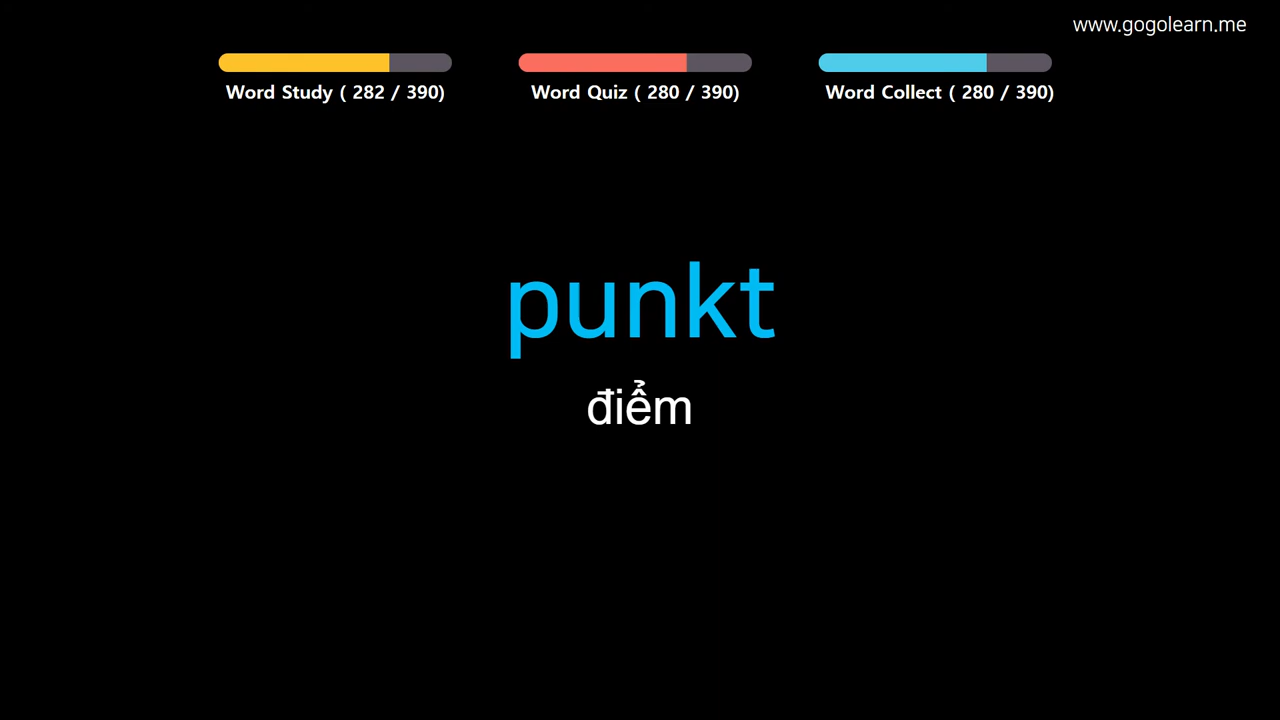 www.gogolearn.me
Word Study ( 282 / 390)
Word Quiz ( 280 / 390)
Word Collect ( 280 / 390)
punkt
điểm